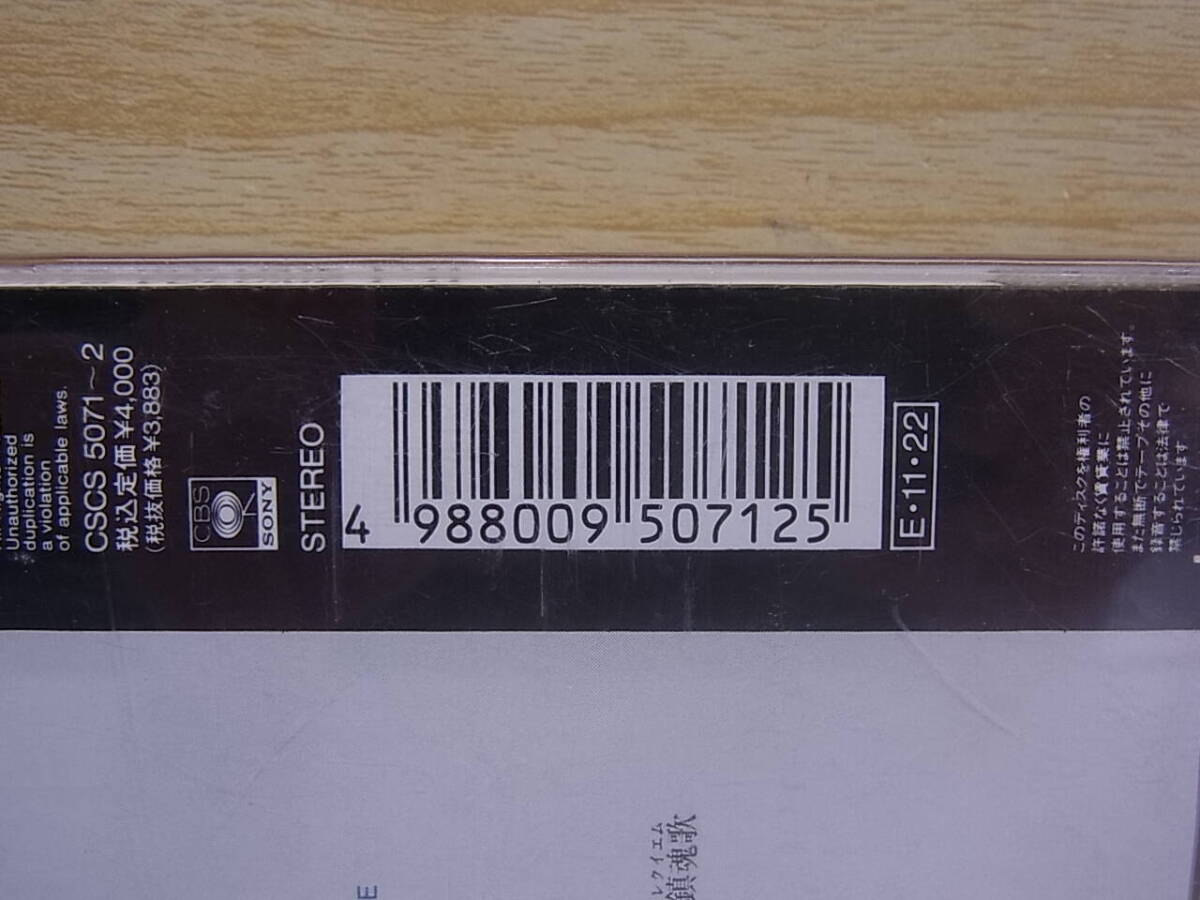 Unauthorized
duplication is
a violation
of applicable laws.
CSCS 5071〜2
税込定価¥4,000
(税抜価格¥3,883)
CBS
SONY
STEREO
4 988009 507125
E・11・22
このディスクを権利者の
許諾なく賃貸業に
使用することは禁止されています。
また無断でテープその他に
録音することは法律で
禁じられています
レクイエム
鎮魂歌
E